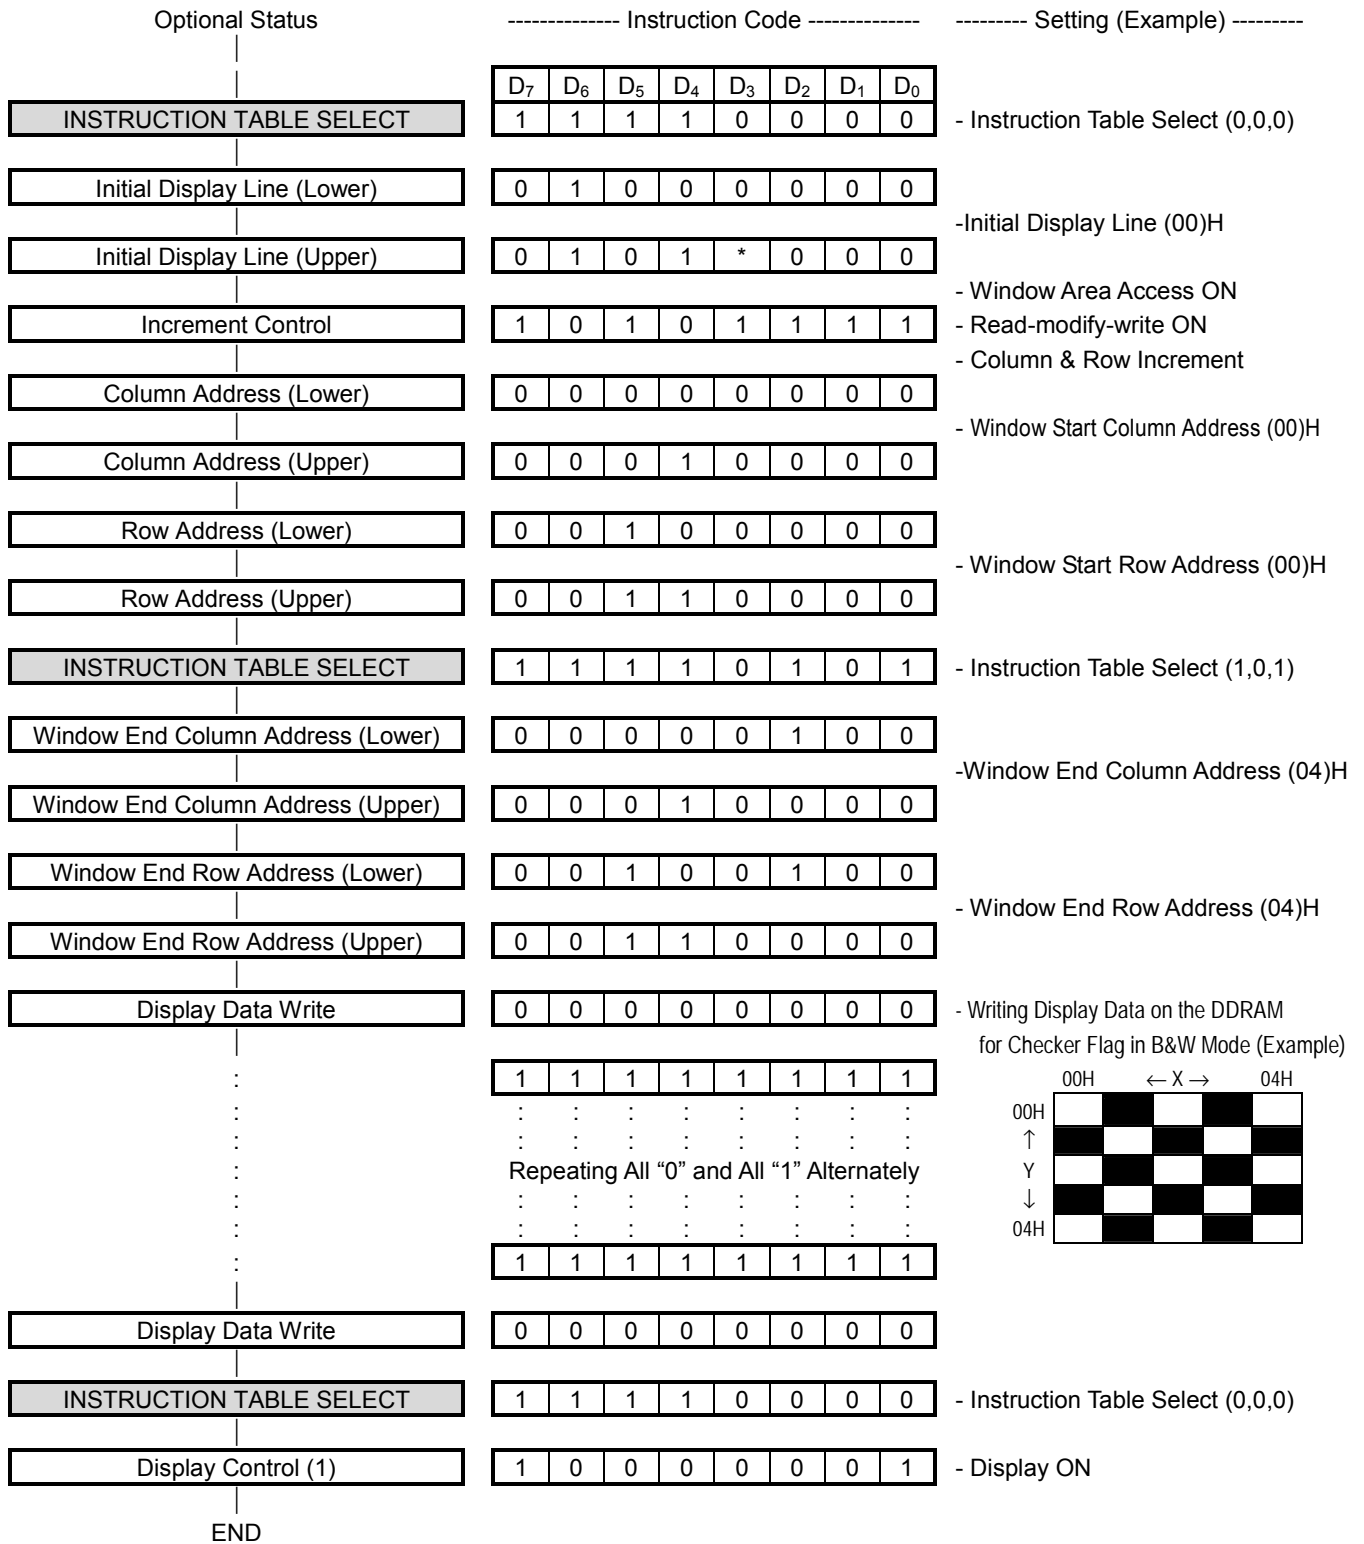 Optional Status -------------- Instruction Code -------------- --------- Setting (Example) ---------
D7 D6 D5 D4 D3 D2 D1 D0
INSTRUCTION TABLE SELECT 1 1 1 1 0 0 0 0 - Instruction Table Select (0,0,0)
Initial Display Line (Lower) 0 1 0 0 0 0 0 0
-Initial Display Line (00)H
Initial Display Line (Upper) 0 1 0 1 * 0 0 0
- Window Area Access ON
Increment Control 1 0 1 0 1 1 1 1 - Read-modify-write ON
- Column & Row Increment
Column Address (Lower) 0 0 0 0 0 0 0 0
- Window Start Column Address (00)H
Column Address (Upper) 0 0 0 1 0 0 0 0
Row Address (Lower) 0 0 1 0 0 0 0 0
- Window Start Row Address (00)H
Row Address (Upper) 0 0 1 1 0 0 0 0
INSTRUCTION TABLE SELECT 1 1 1 1 0 1 0 1 - Instruction Table Select (1,0,1)
Window End Column Address (Lower) 0 0 0 0 0 1 0 0
-Window End Column Address (04)H
Window End Column Address (Upper) 0 0 0 1 0 0 0 0
Window End Row Address (Lower) 0 0 1 0 0 1 0 0
- Window End Row Address (04)H
Window End Row Address (Upper) 0 0 1 1 0 0 0 0
Display Data Write 0 0 0 0 0 0 0 0 - Writing Display Data on the DDRAM
for Checker Flag in B&W Mode (Example)
: 1 1 1 1 1 1 1 1 00H ← X → 04H
: : : : : : : : : 00H
: : : : : : : : : ↑
: Repeating All “0” and All “1” Alternately Y
: : : : : : : : : ↓
: : : : : : : : : 04H
: 1 1 1 1 1 1 1 1
Display Data Write 0 0 0 0 0 0 0 0
INSTRUCTION TABLE SELECT 1 1 1 1 0 0 0 0 - Instruction Table Select (0,0,0)
Display Control (1) 1 0 0 0 0 0 0 1 - Display ON
END